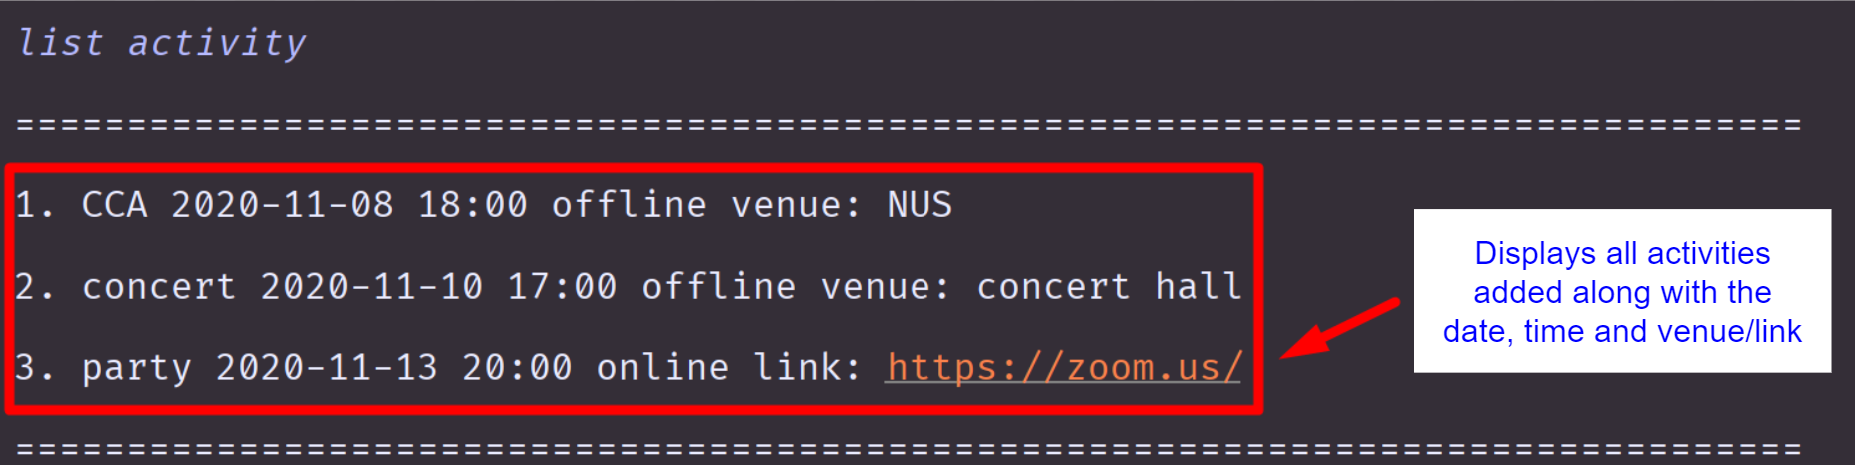 list activity
================================================================================
1. CCA 2020-11-08 18:00 offline venue: NUS
2. concert 2020-11-10 17:00 offline venue: concert hall
3. party 2020-11-13 20:00 online link: https://zoom.us/
Displays all activities
added along with the
date, time and venue/link
================================================================================